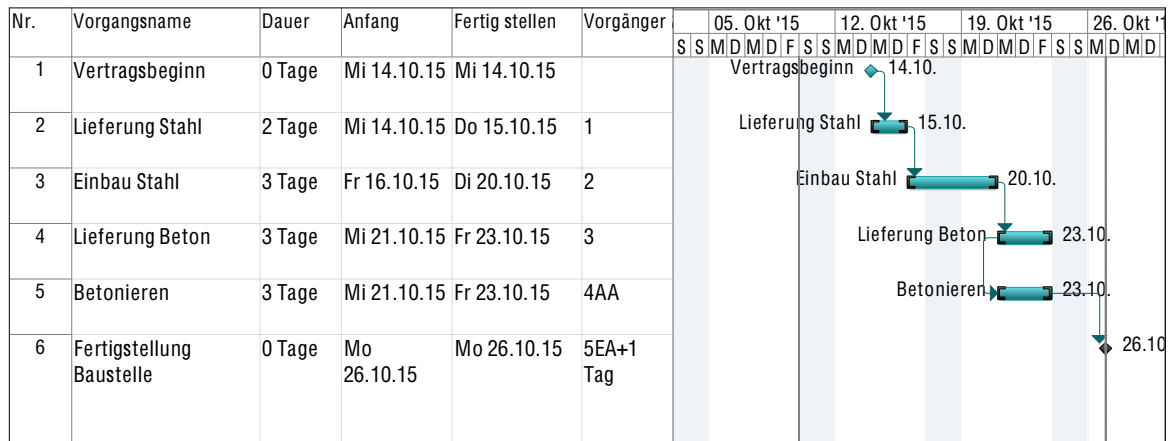 Nr. Vorgangsname Dauer Anfang Fertig stellen Vorgänger 05. Okt '15 12. Okt '15 19. Okt '15 26. Okt '1
S S M D M D F S S M D M D F S S M D M D F S S M D M D
1 Vertragsbeginn 0 Tage Mi 14.10.15 Mi 14.10.15 Vertragsbeginn 14.10.
2 Lieferung Stahl 2 Tage Mi 14.10.15 Do 15.10.15 1 Lieferung Stahl 15.10.
3 Einbau Stahl 3 Tage Fr 16.10.15 Di 20.10.15 2 Einbau Stahl 20.10.
4 Lieferung Beton 3 Tage Mi 21.10.15 Fr 23.10.15 3 Lieferung Beton 23.10.
5 Betonieren 3 Tage Mi 21.10.15 Fr 23.10.15 4AA Betonieren 23.10.
6 Fertigstellung 0 Tage Mo Mo 26.10.15 5EA+1 26.10
Baustelle 26.10.15 Tag